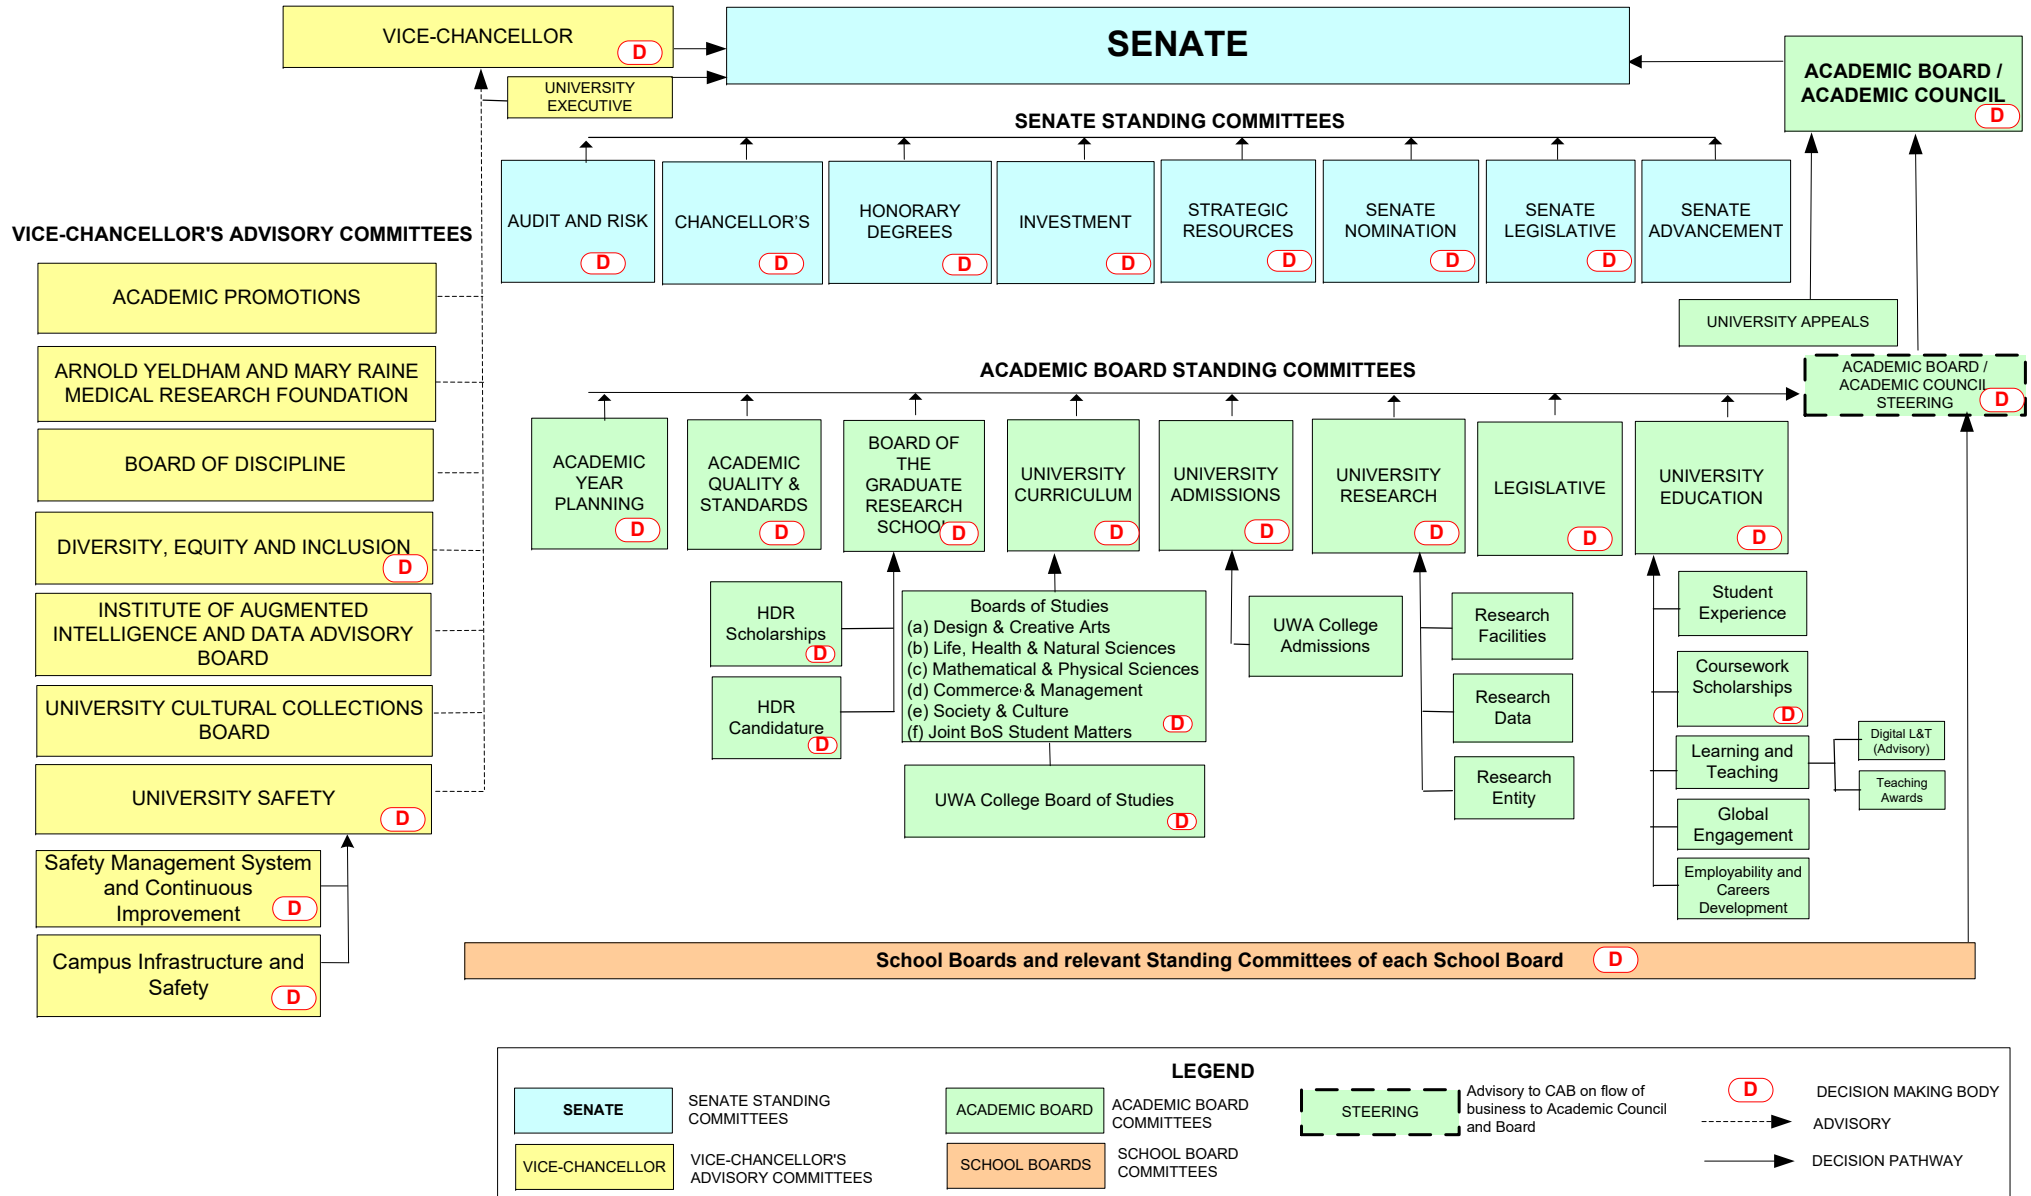 VICE-CHANCELLOR
D
SENATE
UNIVERSITY
EXECUTIVE
ACADEMIC BOARD /
ACADEMIC COUNCIL
D
SENATE STANDING COMMITTEES
AUDIT AND RISK
D
CHANCELLOR'S
D
HONORARY
DEGREES
D
INVESTMENT
D
STRATEGIC
RESOURCES
D
SENATE
NOMINATION
D
SENATE
LEGISLATIVE
D
SENATE
ADVANCEMENT
UNIVERSITY APPEALS
VICE-CHANCELLOR'S ADVISORY COMMITTEES
ACADEMIC PROMOTIONS
ARNOLD YELDHAM AND MARY RAINE
MEDICAL RESEARCH FOUNDATION
BOARD OF DISCIPLINE
DIVERSITY, EQUITY AND INCLUSION
D
INSTITUTE OF AUGMENTED
INTELLIGENCE AND DATA ADVISORY
BOARD
UNIVERSITY CULTURAL COLLECTIONS
BOARD
UNIVERSITY SAFETY
D
Safety Management System
and Continuous
Improvement
D
Campus Infrastructure and
Safety
D
ACADEMIC BOARD STANDING COMMITTEES
ACADEMIC BOARD /
ACADEMIC COUNCIL
STEERING
D
ACADEMIC
YEAR
PLANNING
D
ACADEMIC
QUALITY &
STANDARDS
D
BOARD OF
THE
GRADUATE
RESEARCH
SCHOOL
D
UNIVERSITY
CURRICULUM
D
UNIVERSITY
ADMISSIONS
D
UNIVERSITY
RESEARCH
D
LEGISLATIVE
D
UNIVERSITY
EDUCATION
D
HDR
Scholarships
D
HDR
Candidature
D
Boards of Studies
(a) Design & Creative Arts
(b) Life, Health & Natural Sciences
(c) Mathematical & Physical Sciences
(d) Commerce & Management
(e) Society & Culture
(f) Joint BoS Student Matters
D
UWA College Board of Studies
D
UWA College
Admissions
Research
Facilities
Research
Data
Research
Entity
Student
Experience
Coursework
Scholarships
D
Learning and
Teaching
Digital L&T
(Advisory)
Teaching
Awards
Global
Engagement
Employability and
Careers
Development
School Boards and relevant Standing Committees of each School Board
D
LEGEND
SENATE
SENATE STANDING
COMMITTEES
VICE-CHANCELLOR
VICE-CHANCELLOR'S
ADVISORY COMMITTEES
ACADEMIC BOARD
ACADEMIC BOARD
COMMITTEES
SCHOOL BOARDS
SCHOOL BOARD
COMMITTEES
STEERING
Advisory to CAB on flow of
business to Academic Council
and Board
D
DECISION MAKING BODY
ADVISORY
DECISION PATHWAY